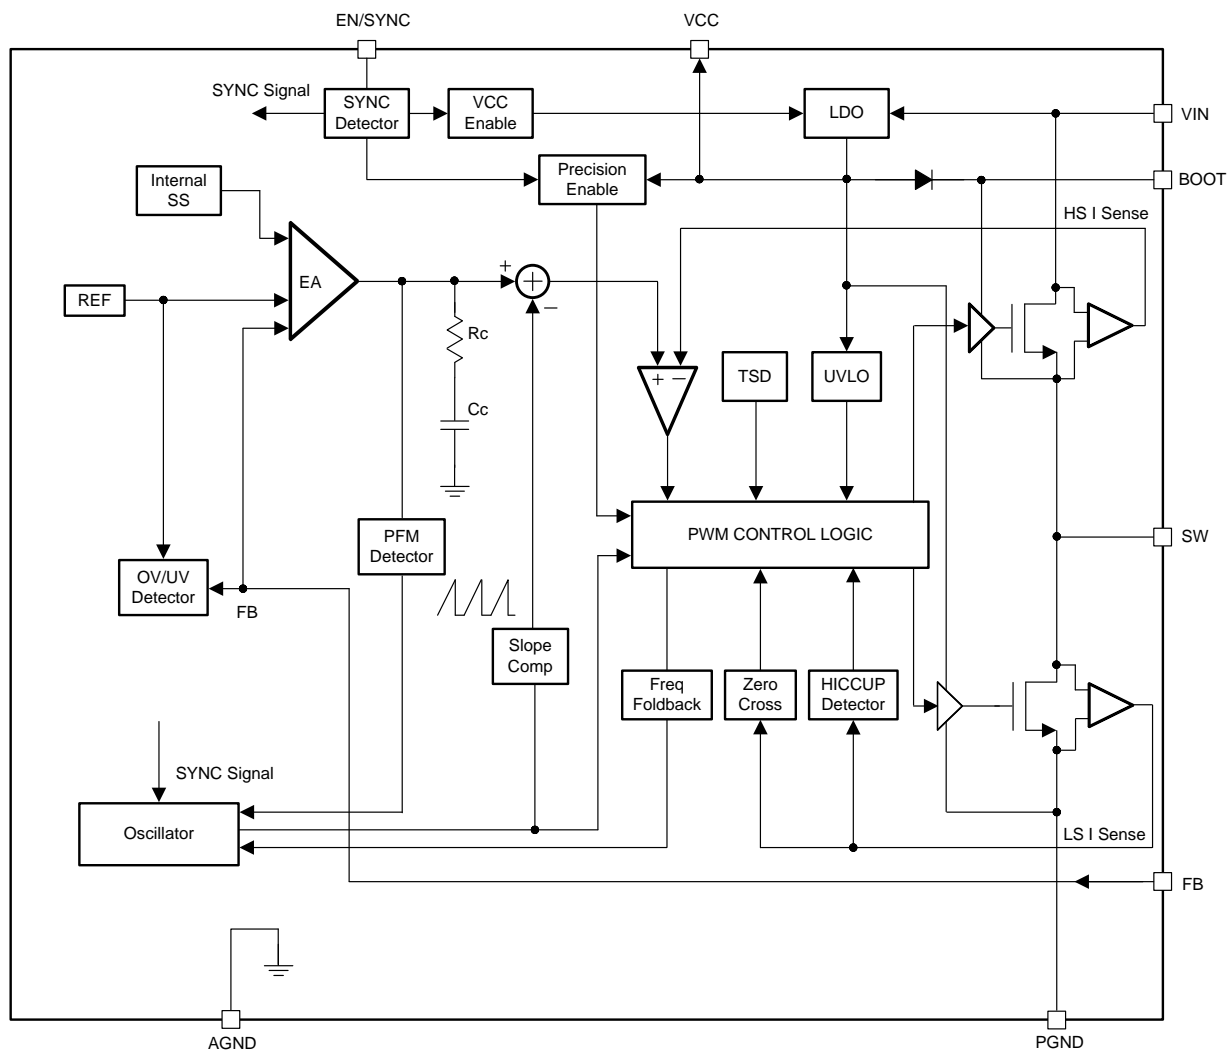 EN/SYNC
VCC
SYNC Signal
SYNC
Detector
VCC
Enable
LDO
VIN
Internal
SS
Precision
Enable
BOOT
HS I Sense
EA
+
+
−
REF
Rc
+ −
TSD
UVLO
Cc
PFM
Detector
PWM CONTROL LOGIC
SW
OV/UV
Detector
FB
Slope
Comp
Freq
Foldback
Zero
Cross
HICCUP
Detector
SYNC Signal
Oscillator
LS I Sense
FB
AGND
PGND